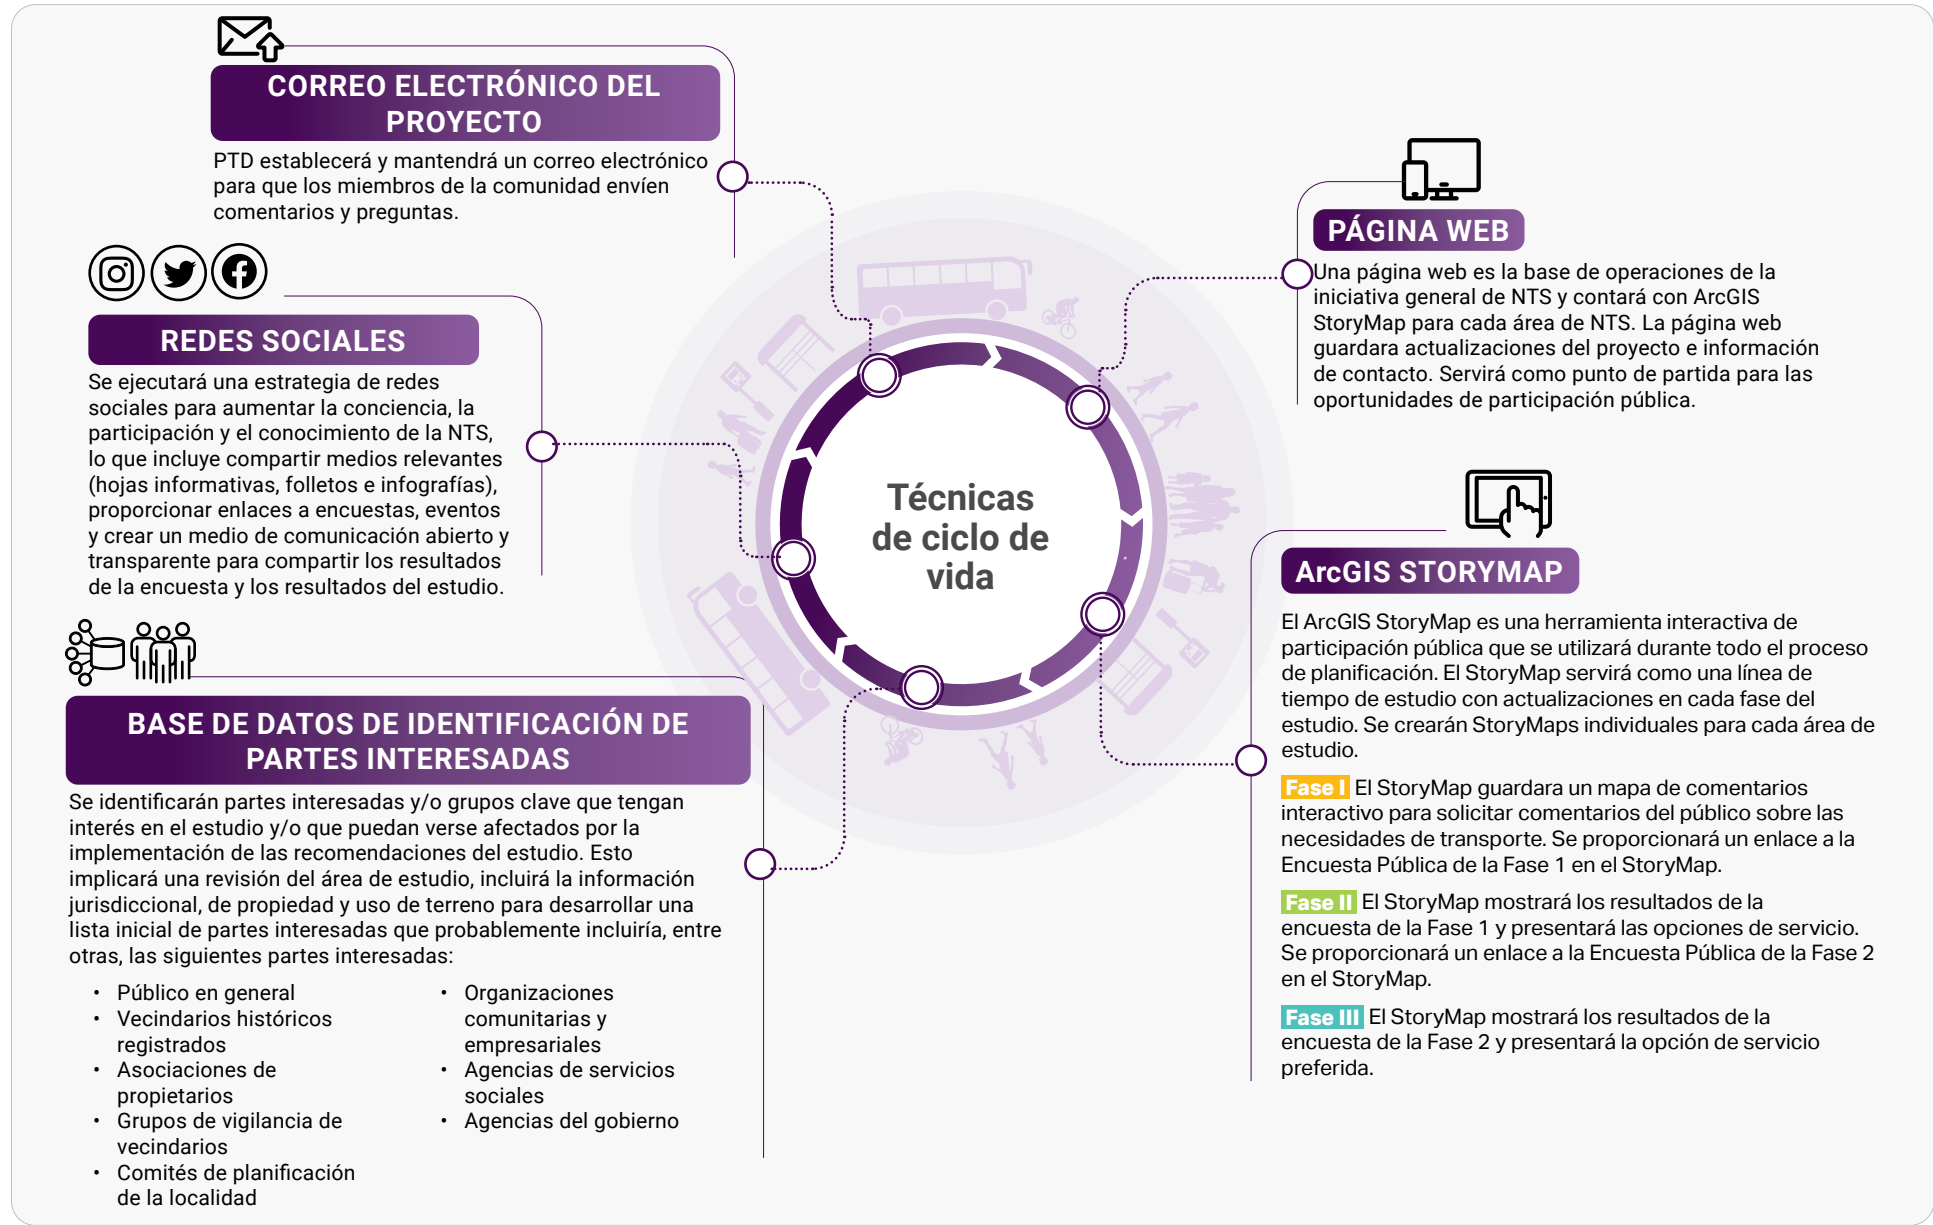 CORREO ELECTRÓNICO DEL
PROYECTO
PTD establecerá y mantendrá un correo electrónico
para que los miembros de la comunidad envíen
comentarios y preguntas.
REDES SOCIALES
Se ejecutará una estrategia de redes
sociales para aumentar la conciencia, la
participación y el conocimiento de la NTS,
lo que incluye compartir medios relevantes
(hojas informativas, folletos e infografías),
proporcionar enlaces a encuestas, eventos
y crear un medio de comunicación abierto y
transparente para compartir los resultados
de la encuesta y los resultados del estudio.
BASE DE DATOS DE IDENTIFICACIÓN DE
PARTES INTERESADAS
Se identificarán partes interesadas y/o grupos clave que tengan
interés en el estudio y/o que puedan verse afectados por la
implementación de las recomendaciones del estudio. Esto
implicará una revisión del área de estudio, incluirá la información
jurisdiccional, de propiedad y uso de terreno para desarrollar una
lista inicial de partes interesadas que probablemente incluiría, entre
otras, las siguientes partes interesadas:
• Público en general
• Vecindarios históricos
registrados
• Asociaciones de
propietarios
• Grupos de vigilancia de
vecindarios
• Comités de planificación
de la localidad
• Organizaciones
comunitarias y
empresariales
• Agencias de servicios
sociales
• Agencias del gobierno
Técnicas
de ciclo de
vida
PÁGINA WEB
Una página web es la base de operaciones de la
iniciativa general de NTS y contará con ArcGIS
StoryMap para cada área de NTS. La página web
guardara actualizaciones del proyecto e información
de contacto. Servirá como punto de partida para las
oportunidades de participación pública.
ArcGIS STORYMAP
El ArcGIS StoryMap es una herramienta interactiva de
participación pública que se utilizará durante todo el proceso
de planificación. El StoryMap servirá como una línea de
tiempo de estudio con actualizaciones en cada fase del
estudio. Se crearán StoryMaps individuales para cada área de
estudio.
Fase I El StoryMap guardara un mapa de comentarios
interactivo para solicitar comentarios del público sobre las
necesidades de transporte. Se proporcionará un enlace a la
Encuesta Pública de la Fase 1 en el StoryMap.
Fase II El StoryMap mostrará los resultados de la
encuesta de la Fase 1 y presentará las opciones de servicio.
Se proporcionará un enlace a la Encuesta Pública de la Fase 2
en el StoryMap.
Fase III El StoryMap mostrará los resultados de la
encuesta de la Fase 2 y presentará la opción de servicio
preferida.